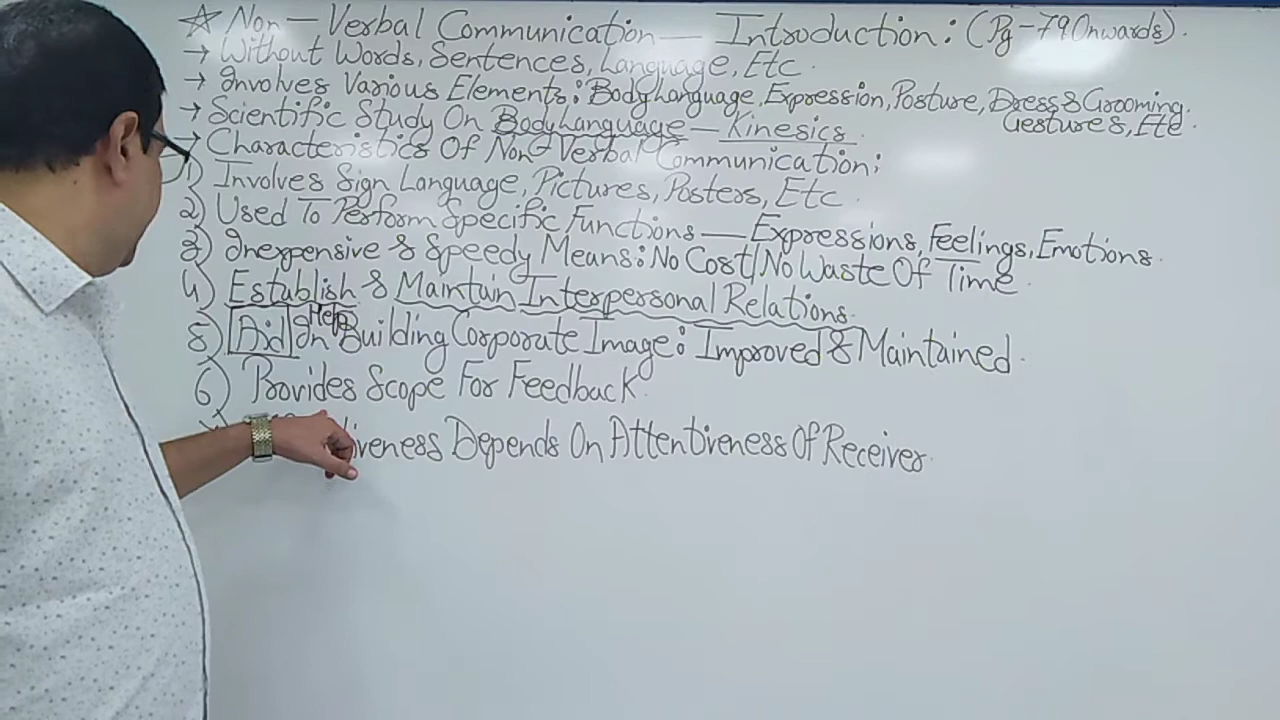 ☆ Non-Verbal Communication — Introduction: (Pg-79 Onwards).
→ Without Words, Sentences, Language, Etc.
→ Involves Various Elements: Body Language, Expression, Posture, Dress & Grooming,
Gestures, Etc.
→ Scientific Study On Body Language — Kinesics.
→ Characteristics Of Non-Verbal Communication:
1) Involves Sign Language, Pictures, Posters, Etc.
2) Used To Perform Specific Functions — Expressions, Feelings, Emotions.
3) Inexpensive & Speedy Means: No Cost/No Waste Of Time.
4) Establish & Maintain Interpersonal Relations.
Help
5) Aid In Building Corporate Image: Improved & Maintained.
6) Provides Scope For Feedback.
Depends On Attentiveness Of Receiver.